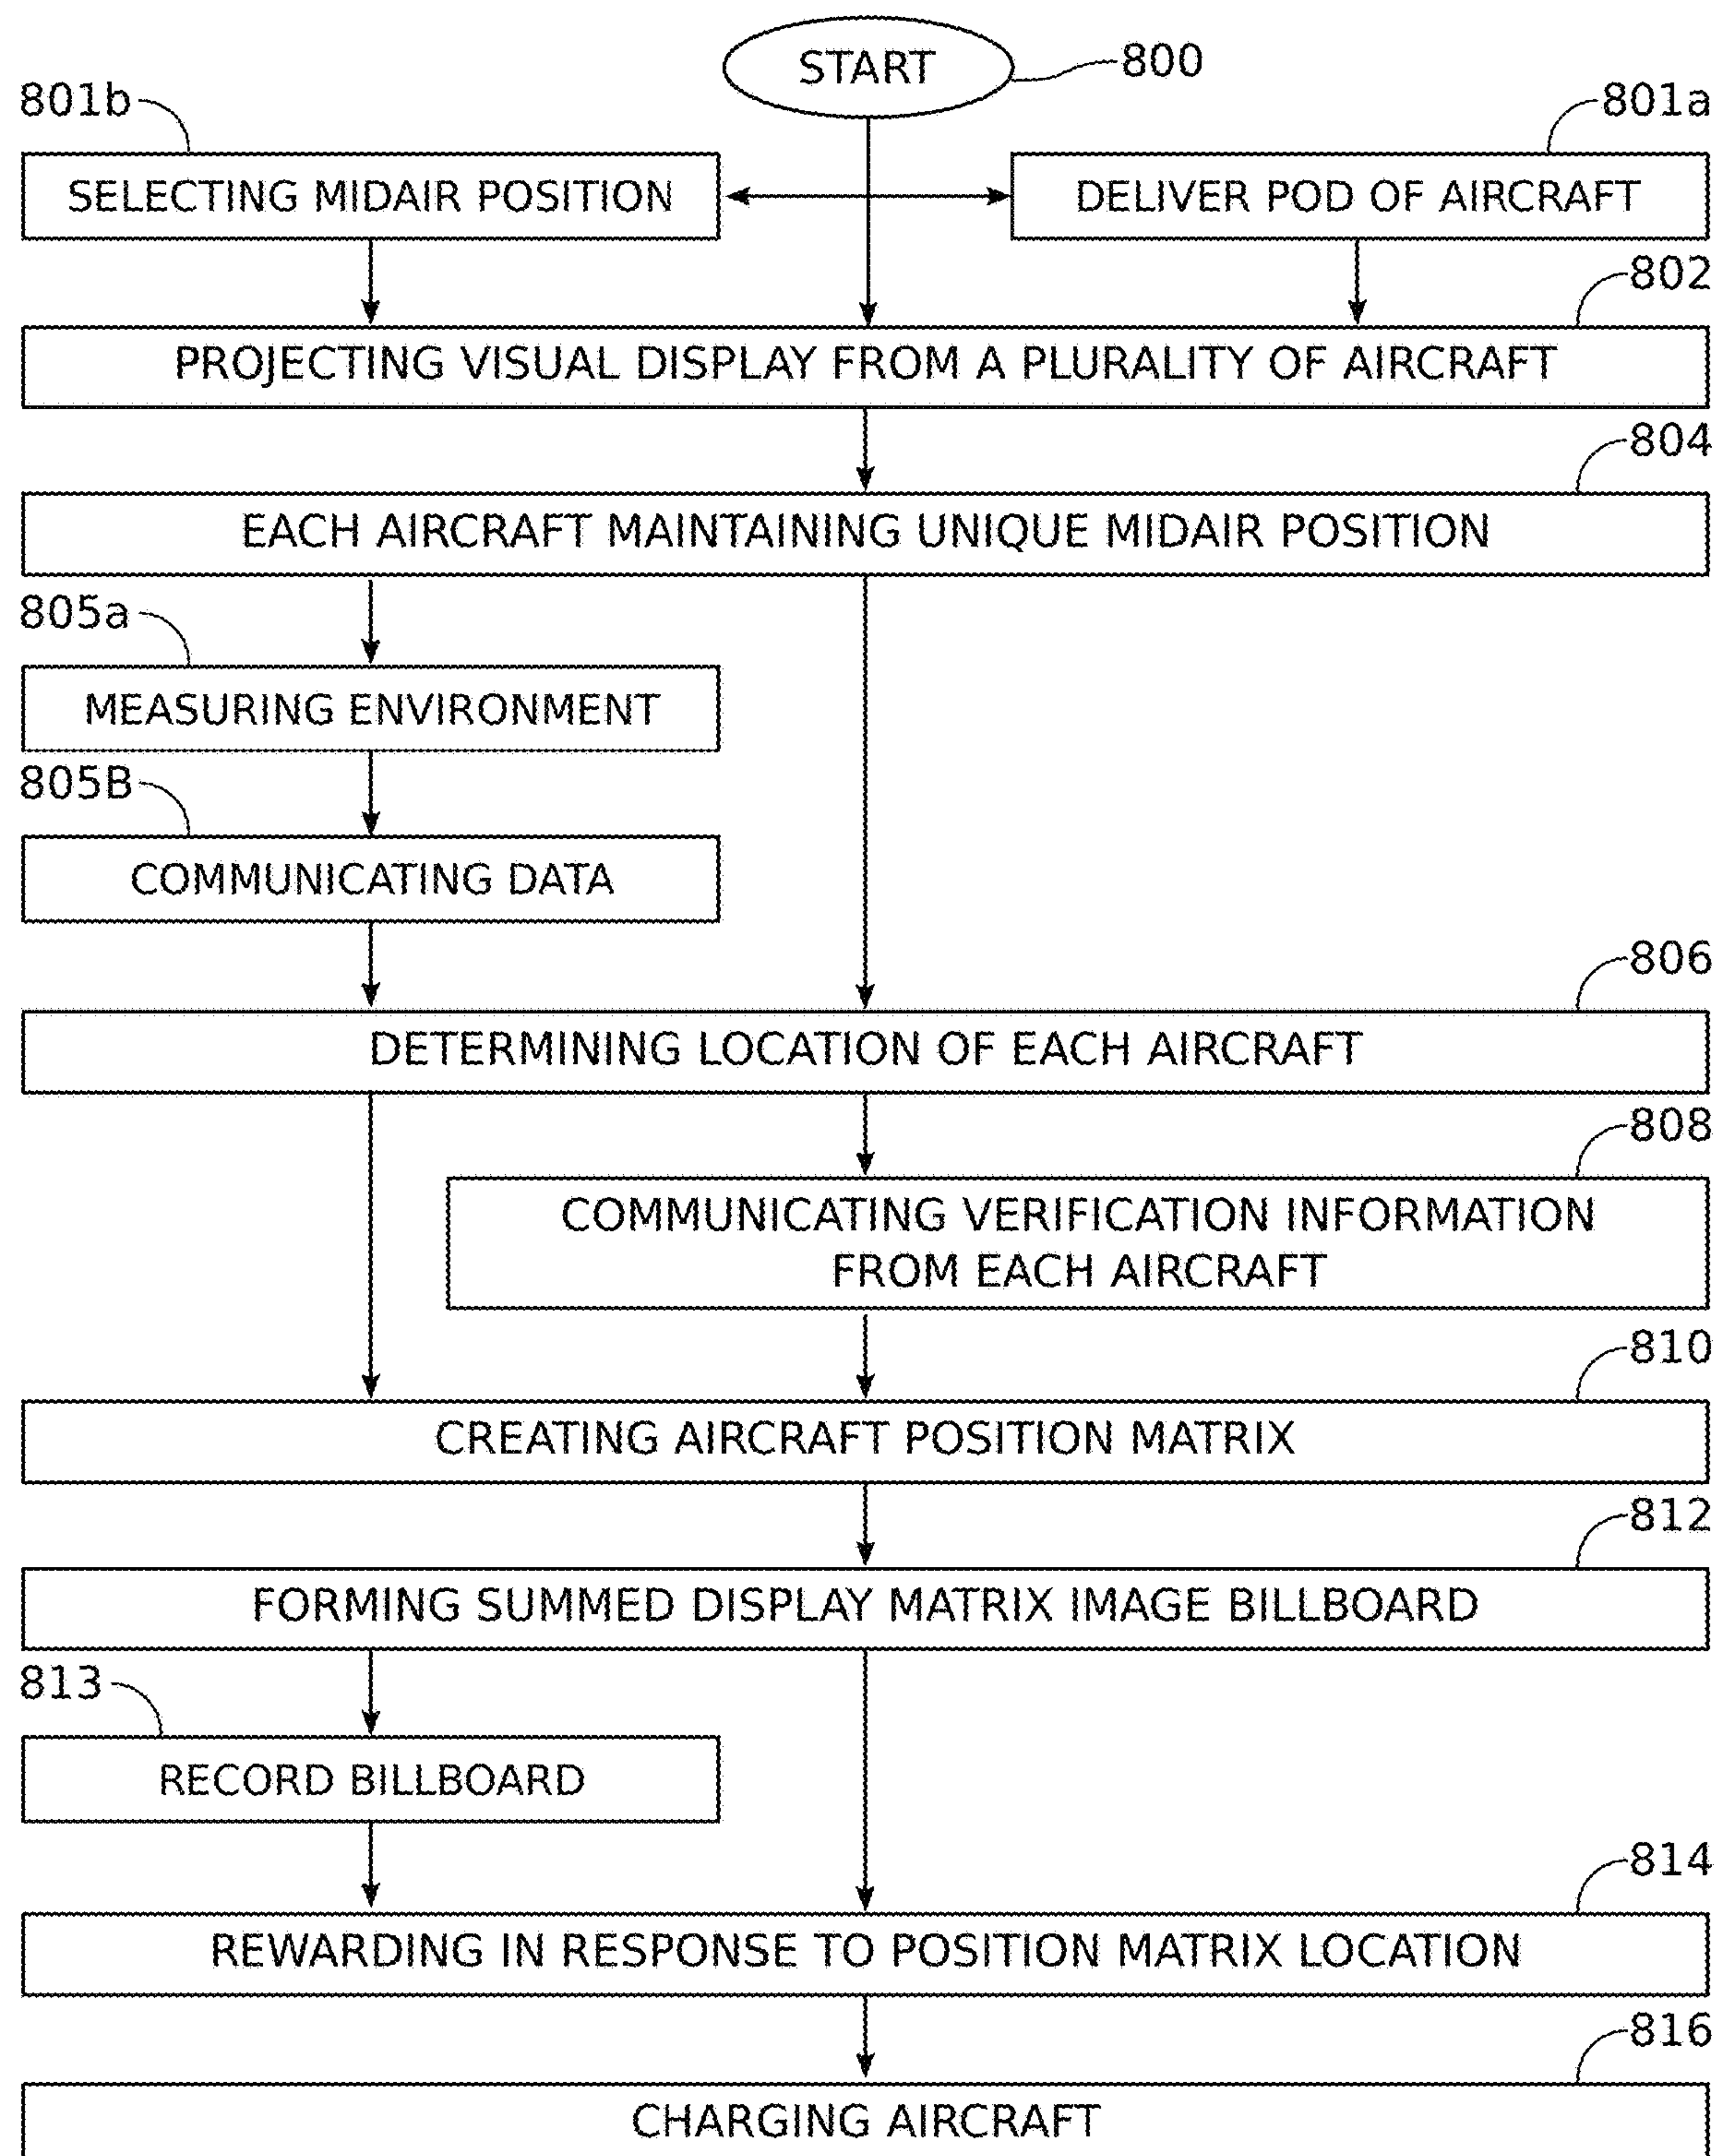 START
800
801b
801a
SELECTING MIDAIR POSITION
DELIVER POD OF AIRCRAFT
802
PROJECTING VISUAL DISPLAY FROM A PLURALITY OF AIRCRAFT
804
EACH AIRCRAFT MAINTAINING UNIQUE MIDAIR POSITION
805a
MEASURING ENVIRONMENT
805B
COMMUNICATING DATA
806
DETERMINING LOCATION OF EACH AIRCRAFT
808
COMMUNICATING VERIFICATION INFORMATION
FROM EACH AIRCRAFT
810
CREATING AIRCRAFT POSITION MATRIX
812
FORMING SUMMED DISPLAY MATRIX IMAGE BILLBOARD
813
RECORD BILLBOARD
814
REWARDING IN RESPONSE TO POSITION MATRIX LOCATION
816
CHARGING AIRCRAFT